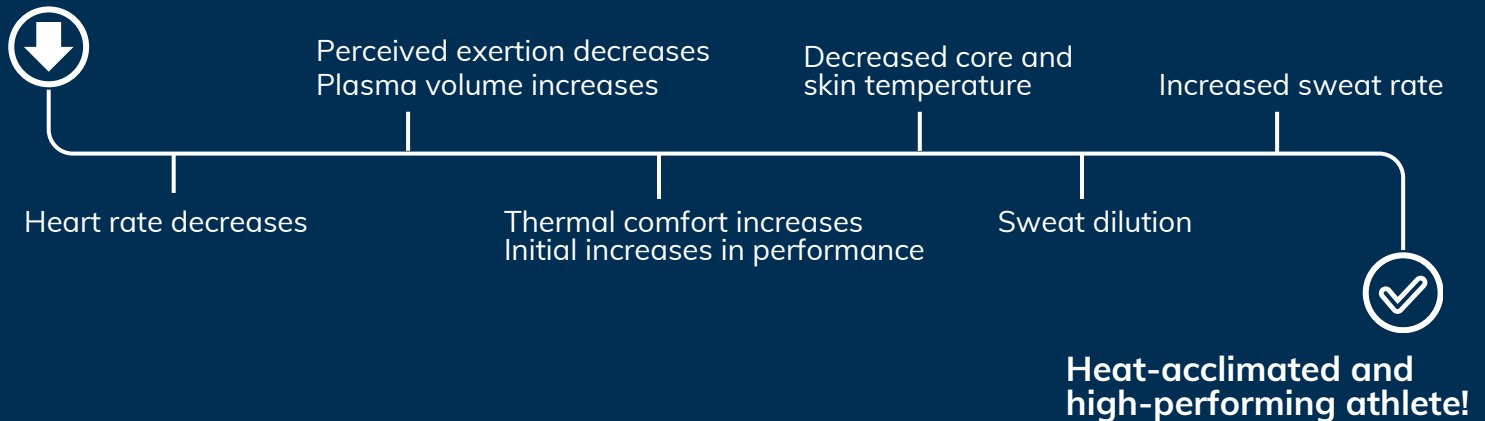 Perceived exertion decreases
Plasma volume increases
Decreased core and
skin temperature
Increased sweat rate
Heart rate decreases
Thermal comfort increases
Initial increases in performance
Sweat dilution
Heat-acclimated and
high-performing athlete!